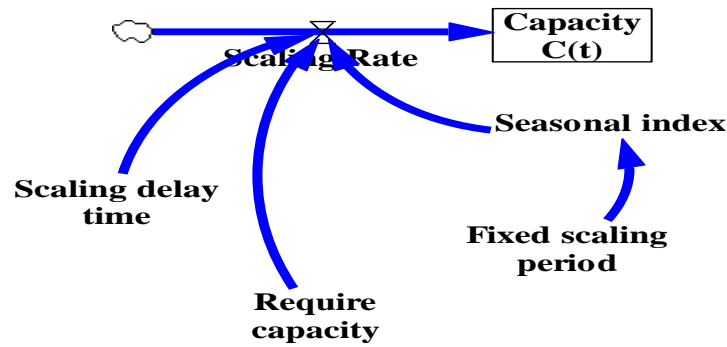 Capacity
C(t)
Scaling Rate
Seasonal index
Scaling delay
time
Fixed scaling
period
Require
capacity